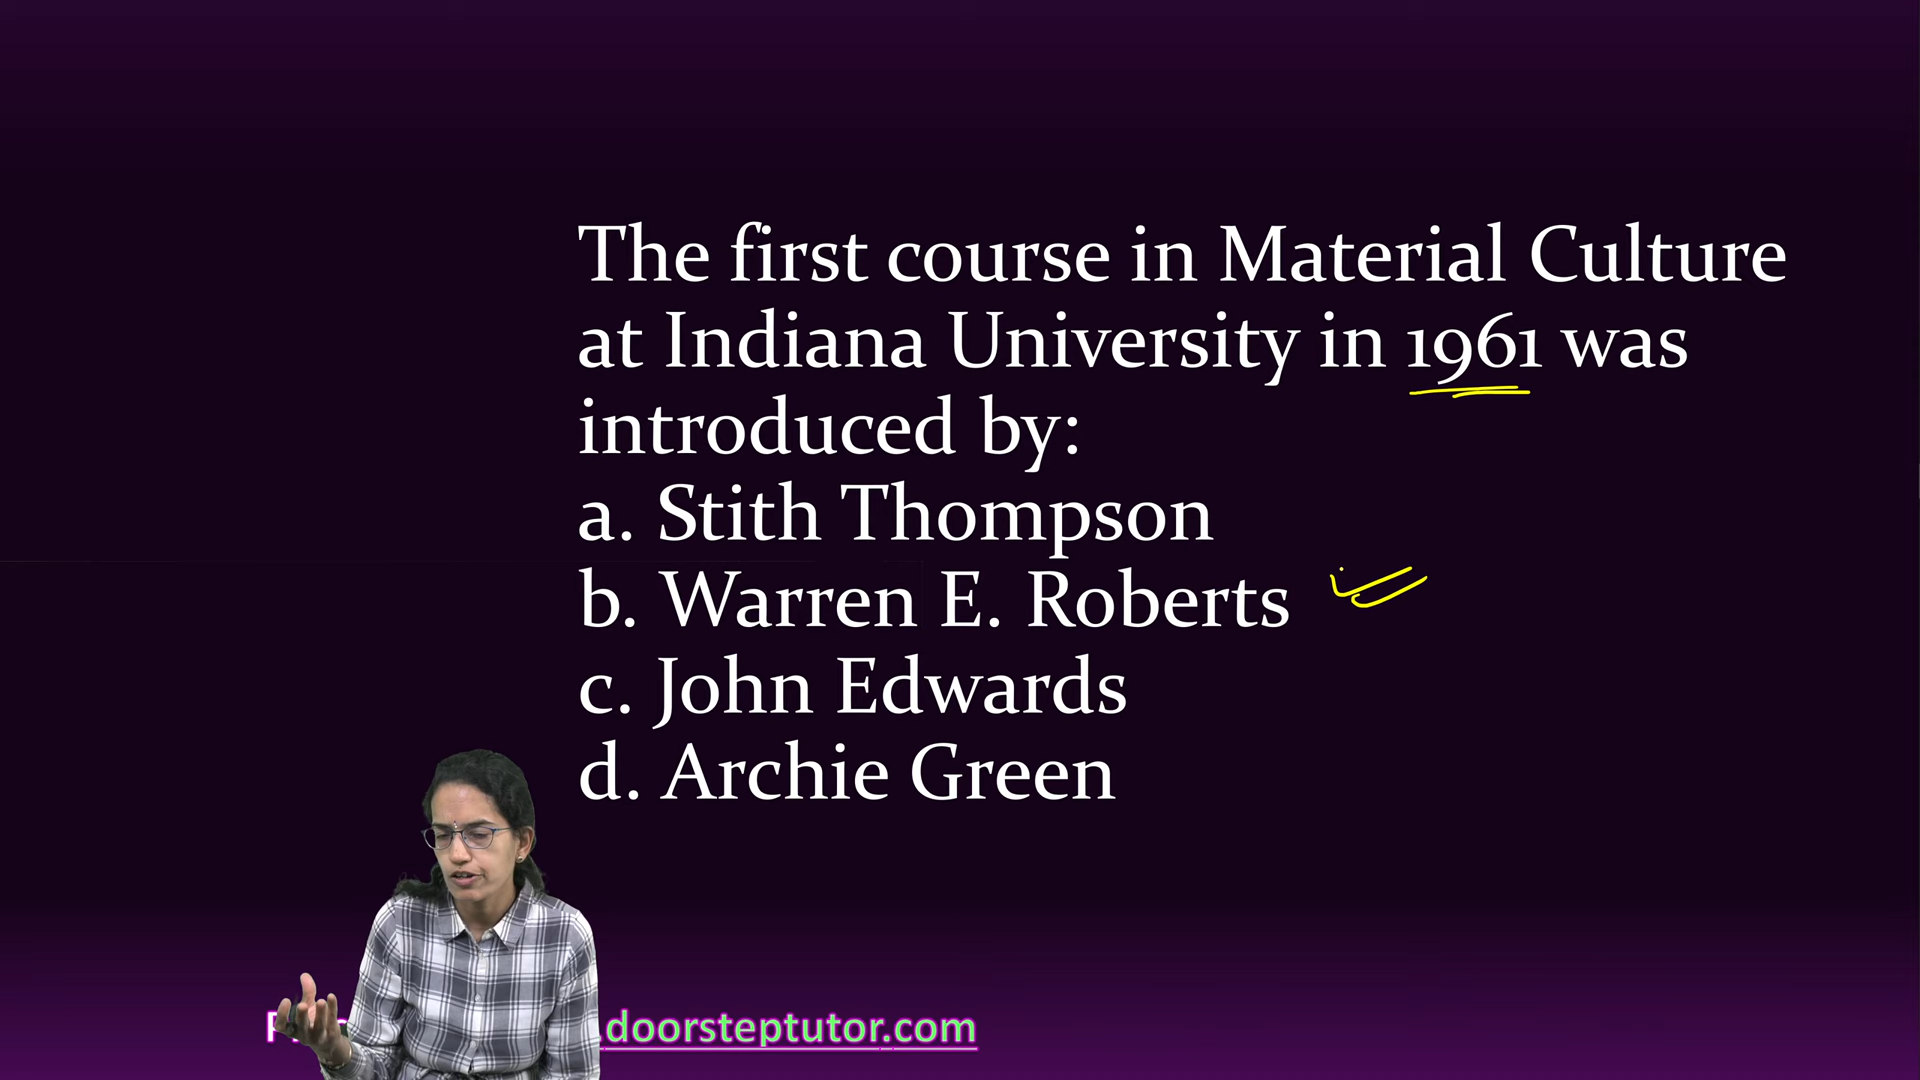 The first course in Material Culture
at Indiana University in 1961 was
introduced by:
a. Stith Thompson
b. Warren E. Roberts
c. John Edwards
d. Archie Green
.doorsteptutor.com